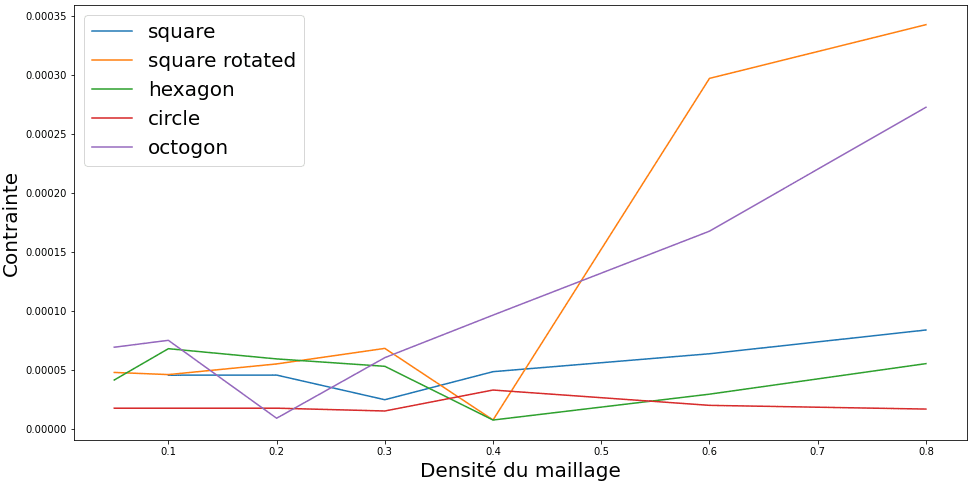 0.00035
0.00030
0.00025
0.00020
0.00015
0.00010
0.00005
0.00000
Contrainte
square
square rotated
hexagon
circle
octogon
0.1 0.2 0.3 0.4 0.5 0.6 0.7 0.8
Densité du maillage